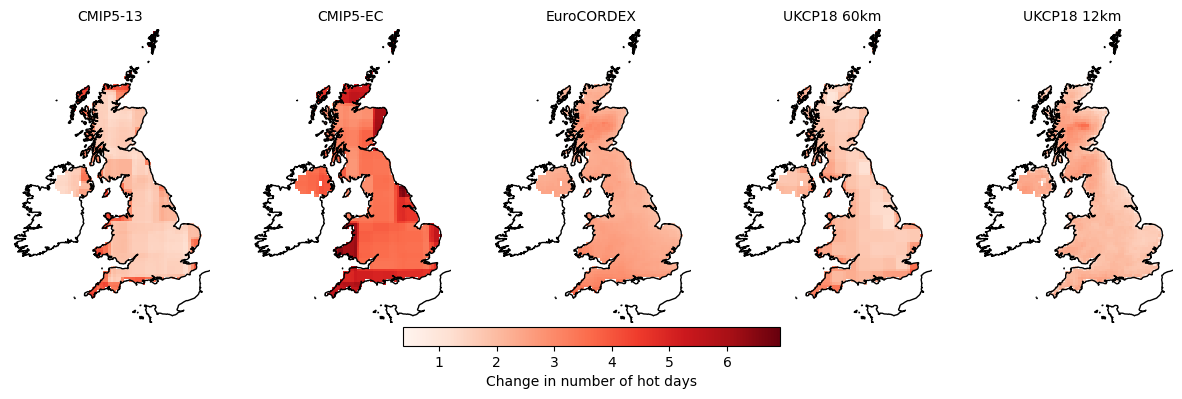 CMIP5-13
CMIP5-EC
EuroCORDEX
UKCP18 60km
UKCP18 12km
1 2 3 4 5 6
Change in number of hot days